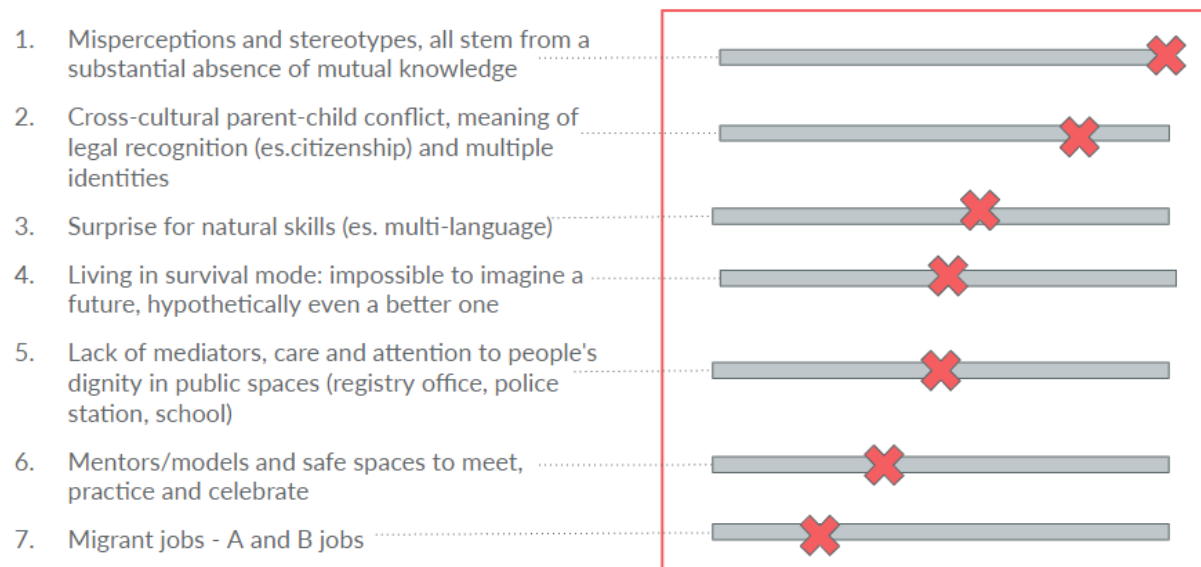 1. Misperceptions and stereotypes, all stem from a
substantial absence of mutual knowledge
2. Cross-cultural parent-child conflict, meaning of
legal recognition (es.citizenship) and multiple
identities
3. Surprise for natural skills (es. multi-language)
4. Living in survival mode: impossible to imagine a
future, hypothetically even a better one
5. Lack of mediators, care and attention to people's
dignity in public spaces (registry office, police
station, school)
6. Mentors/models and safe spaces to meet,
practice and celebrate
7. Migrant jobs - A and B jobs